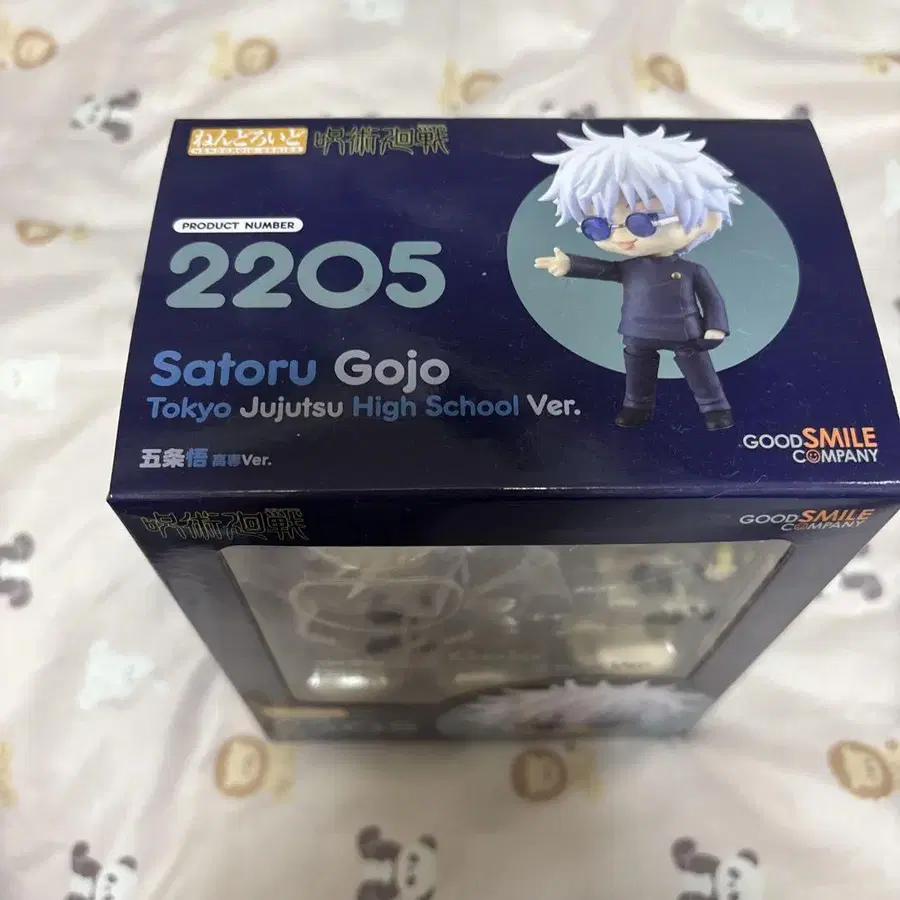 ねんどろいど
NENDOROID SERIES
呪術廻戦
PRODUCT NUMBER
2205
Satoru Gojo
Tokyo Jujutsu High School Ver.
五条悟 高専Ver.
GOOD SMILE
COMPANY
呪術廻戦
GOOD SMILE
COMPANY